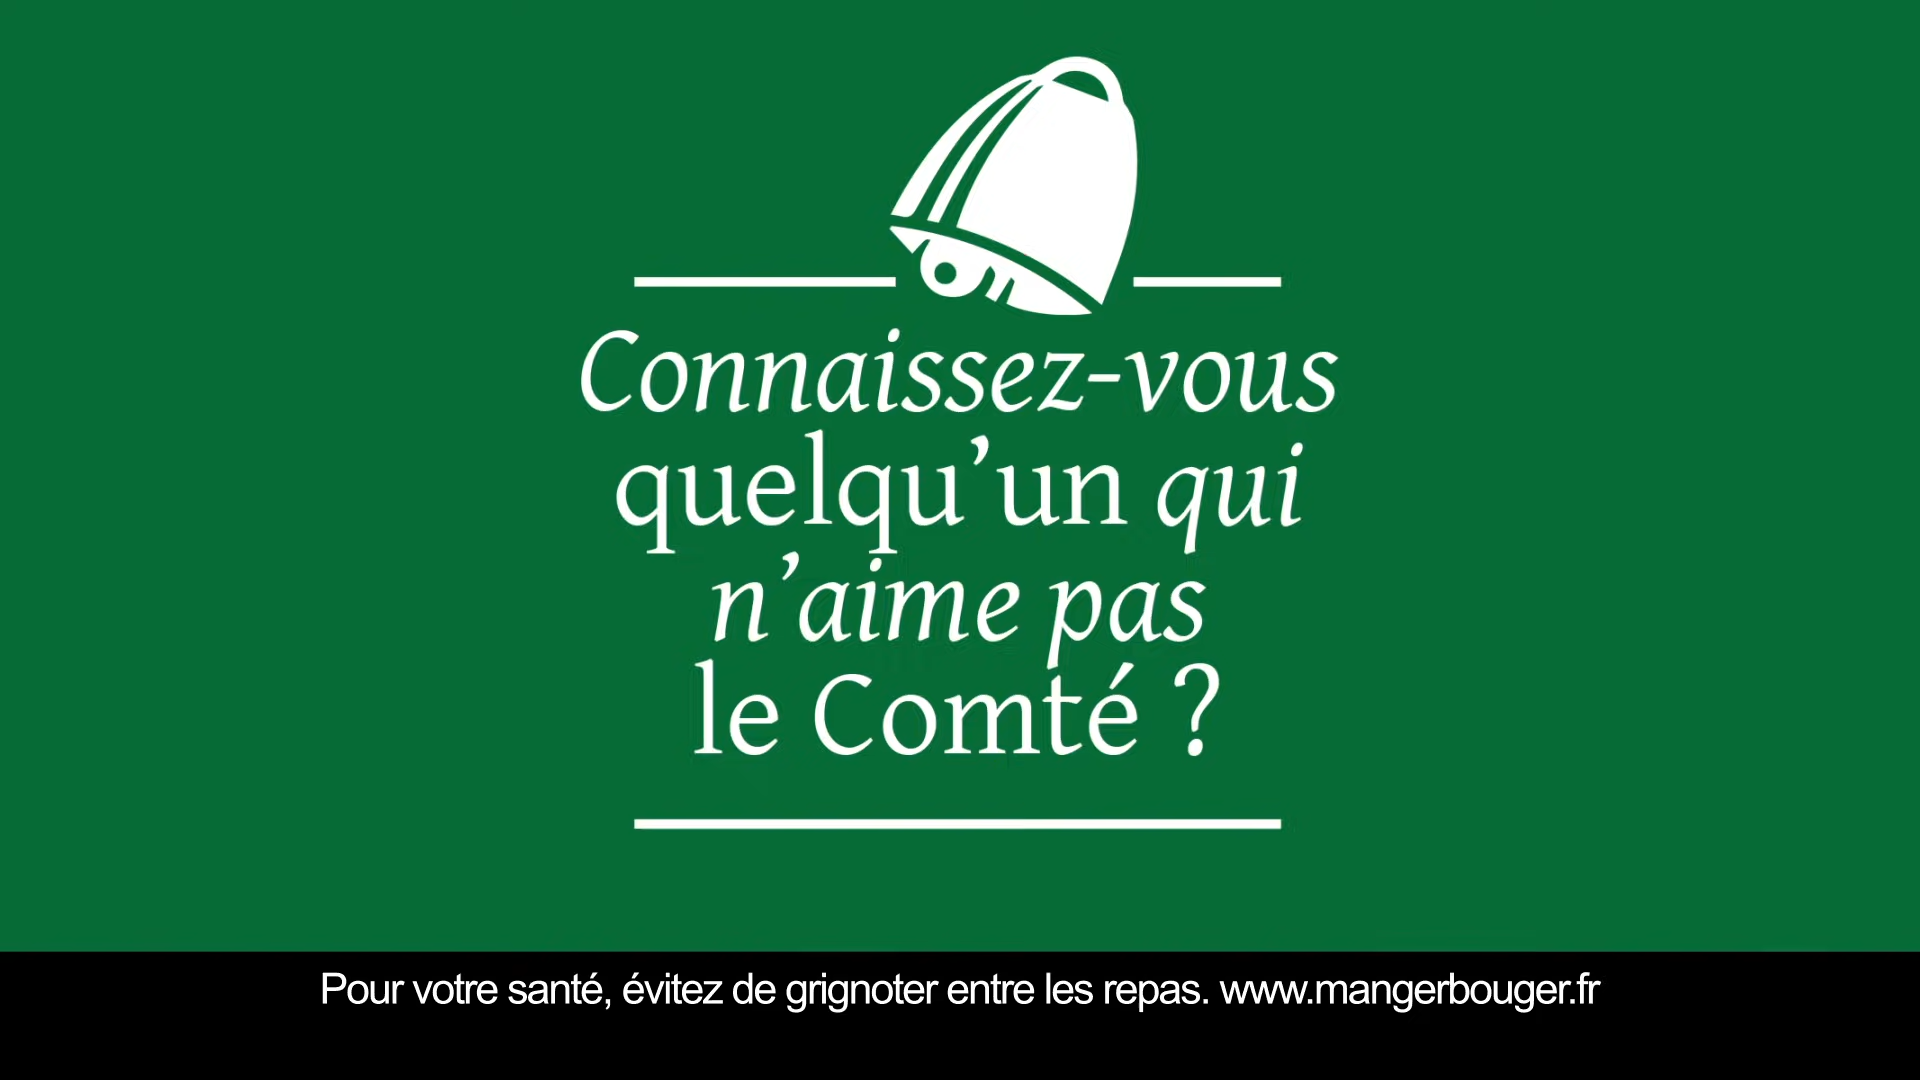 Connaissez-vous
quelqu’un qui
n’aime pas
le Comté ?
Pour votre santé, évitez de grignoter entre les repas. www.mangerbouger.fr